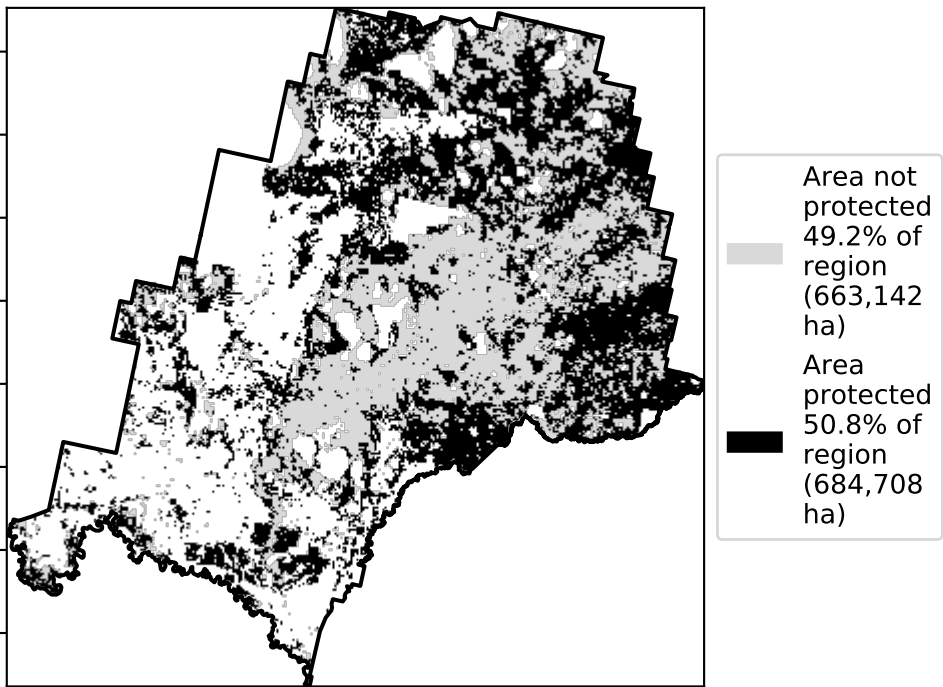 Area not
protected
49.2% of
region
(663,142
ha)
Area
protected
50.8% of
region
(684,708
ha)